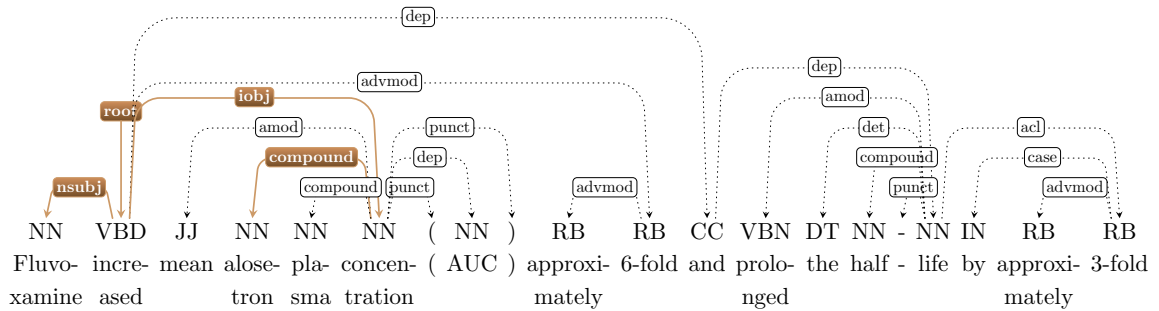 dep
advmod
dep
root iobj amod
amod punct det acl
compound dep compound case
nsubj compound punct advmod punct advmod
NN VBD JJ NN NN NN ( NN ) RB RB CC VBN DT NN - NN IN RB RB
Fluvo- incre- mean alose- pla- concen- ( AUC ) approxi- 6-fold and prolo- the half - life by approxi- 3-fold
xamine ased tron sma tration mately nged mately